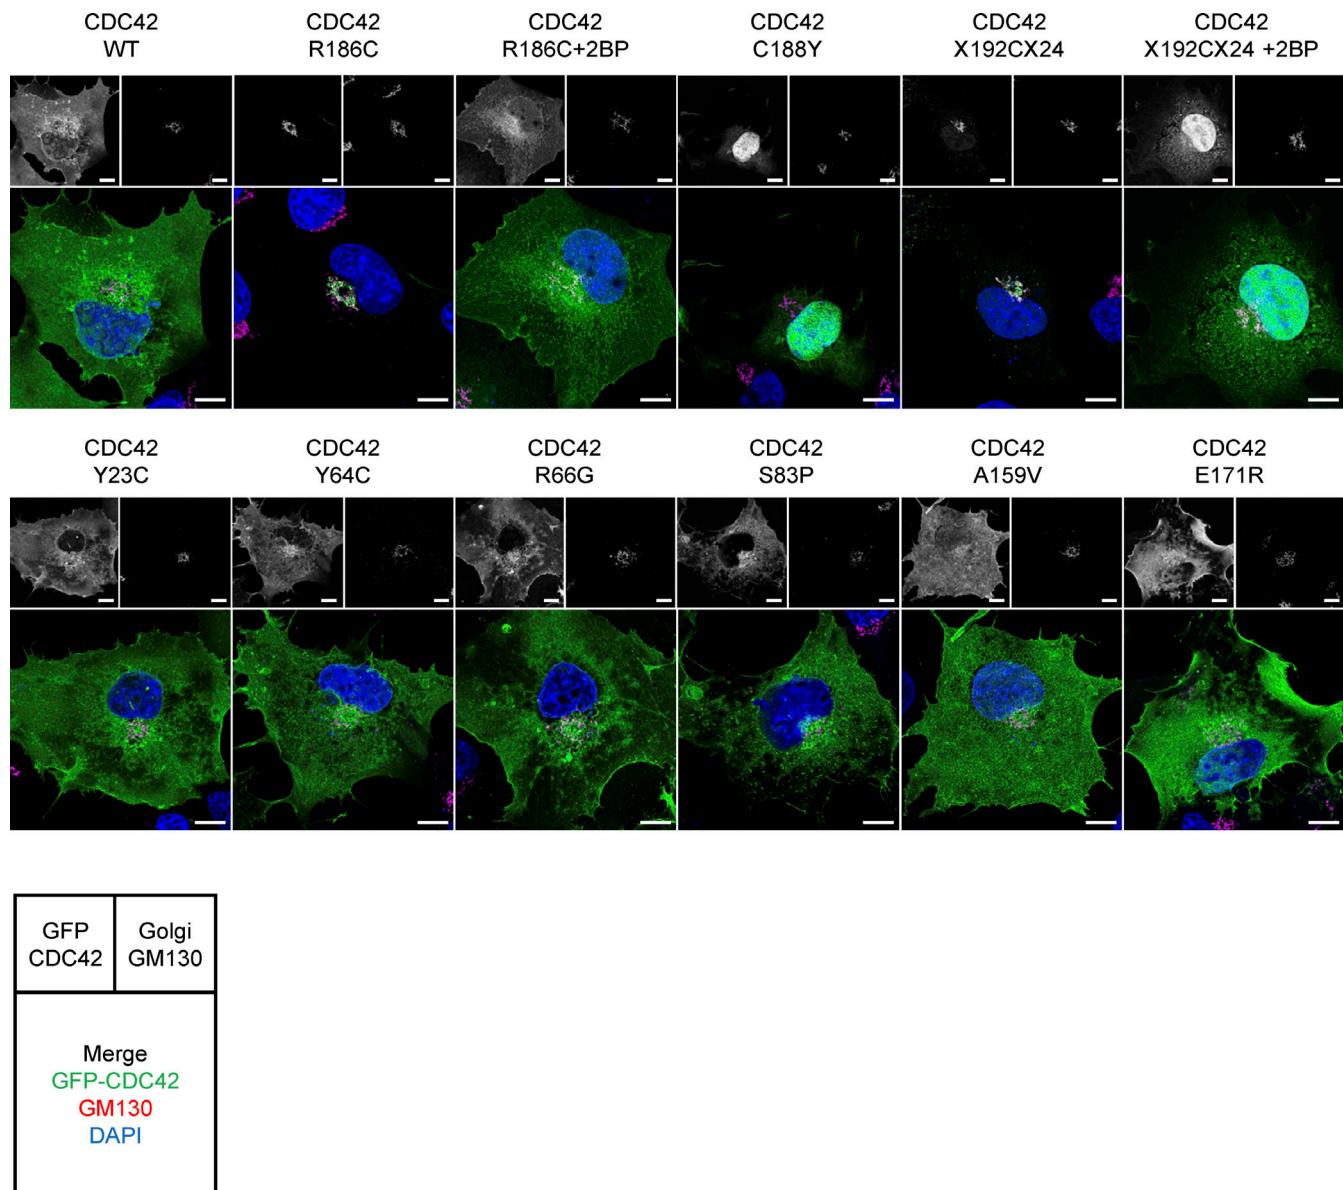 CDC42
WT
CDC42
R186C
CDC42
R186C+2BP
CDC42
C188Y
CDC42
X192CX24
CDC42
X192CX24 +2BP
CDC42
Y23C
CDC42
Y64C
CDC42
R66G
CDC42
S83P
CDC42
A159V
CDC42
E171R
GFP
CDC42
Golgi
GM130
Merge
GFP-CDC42
GM130
DAPI